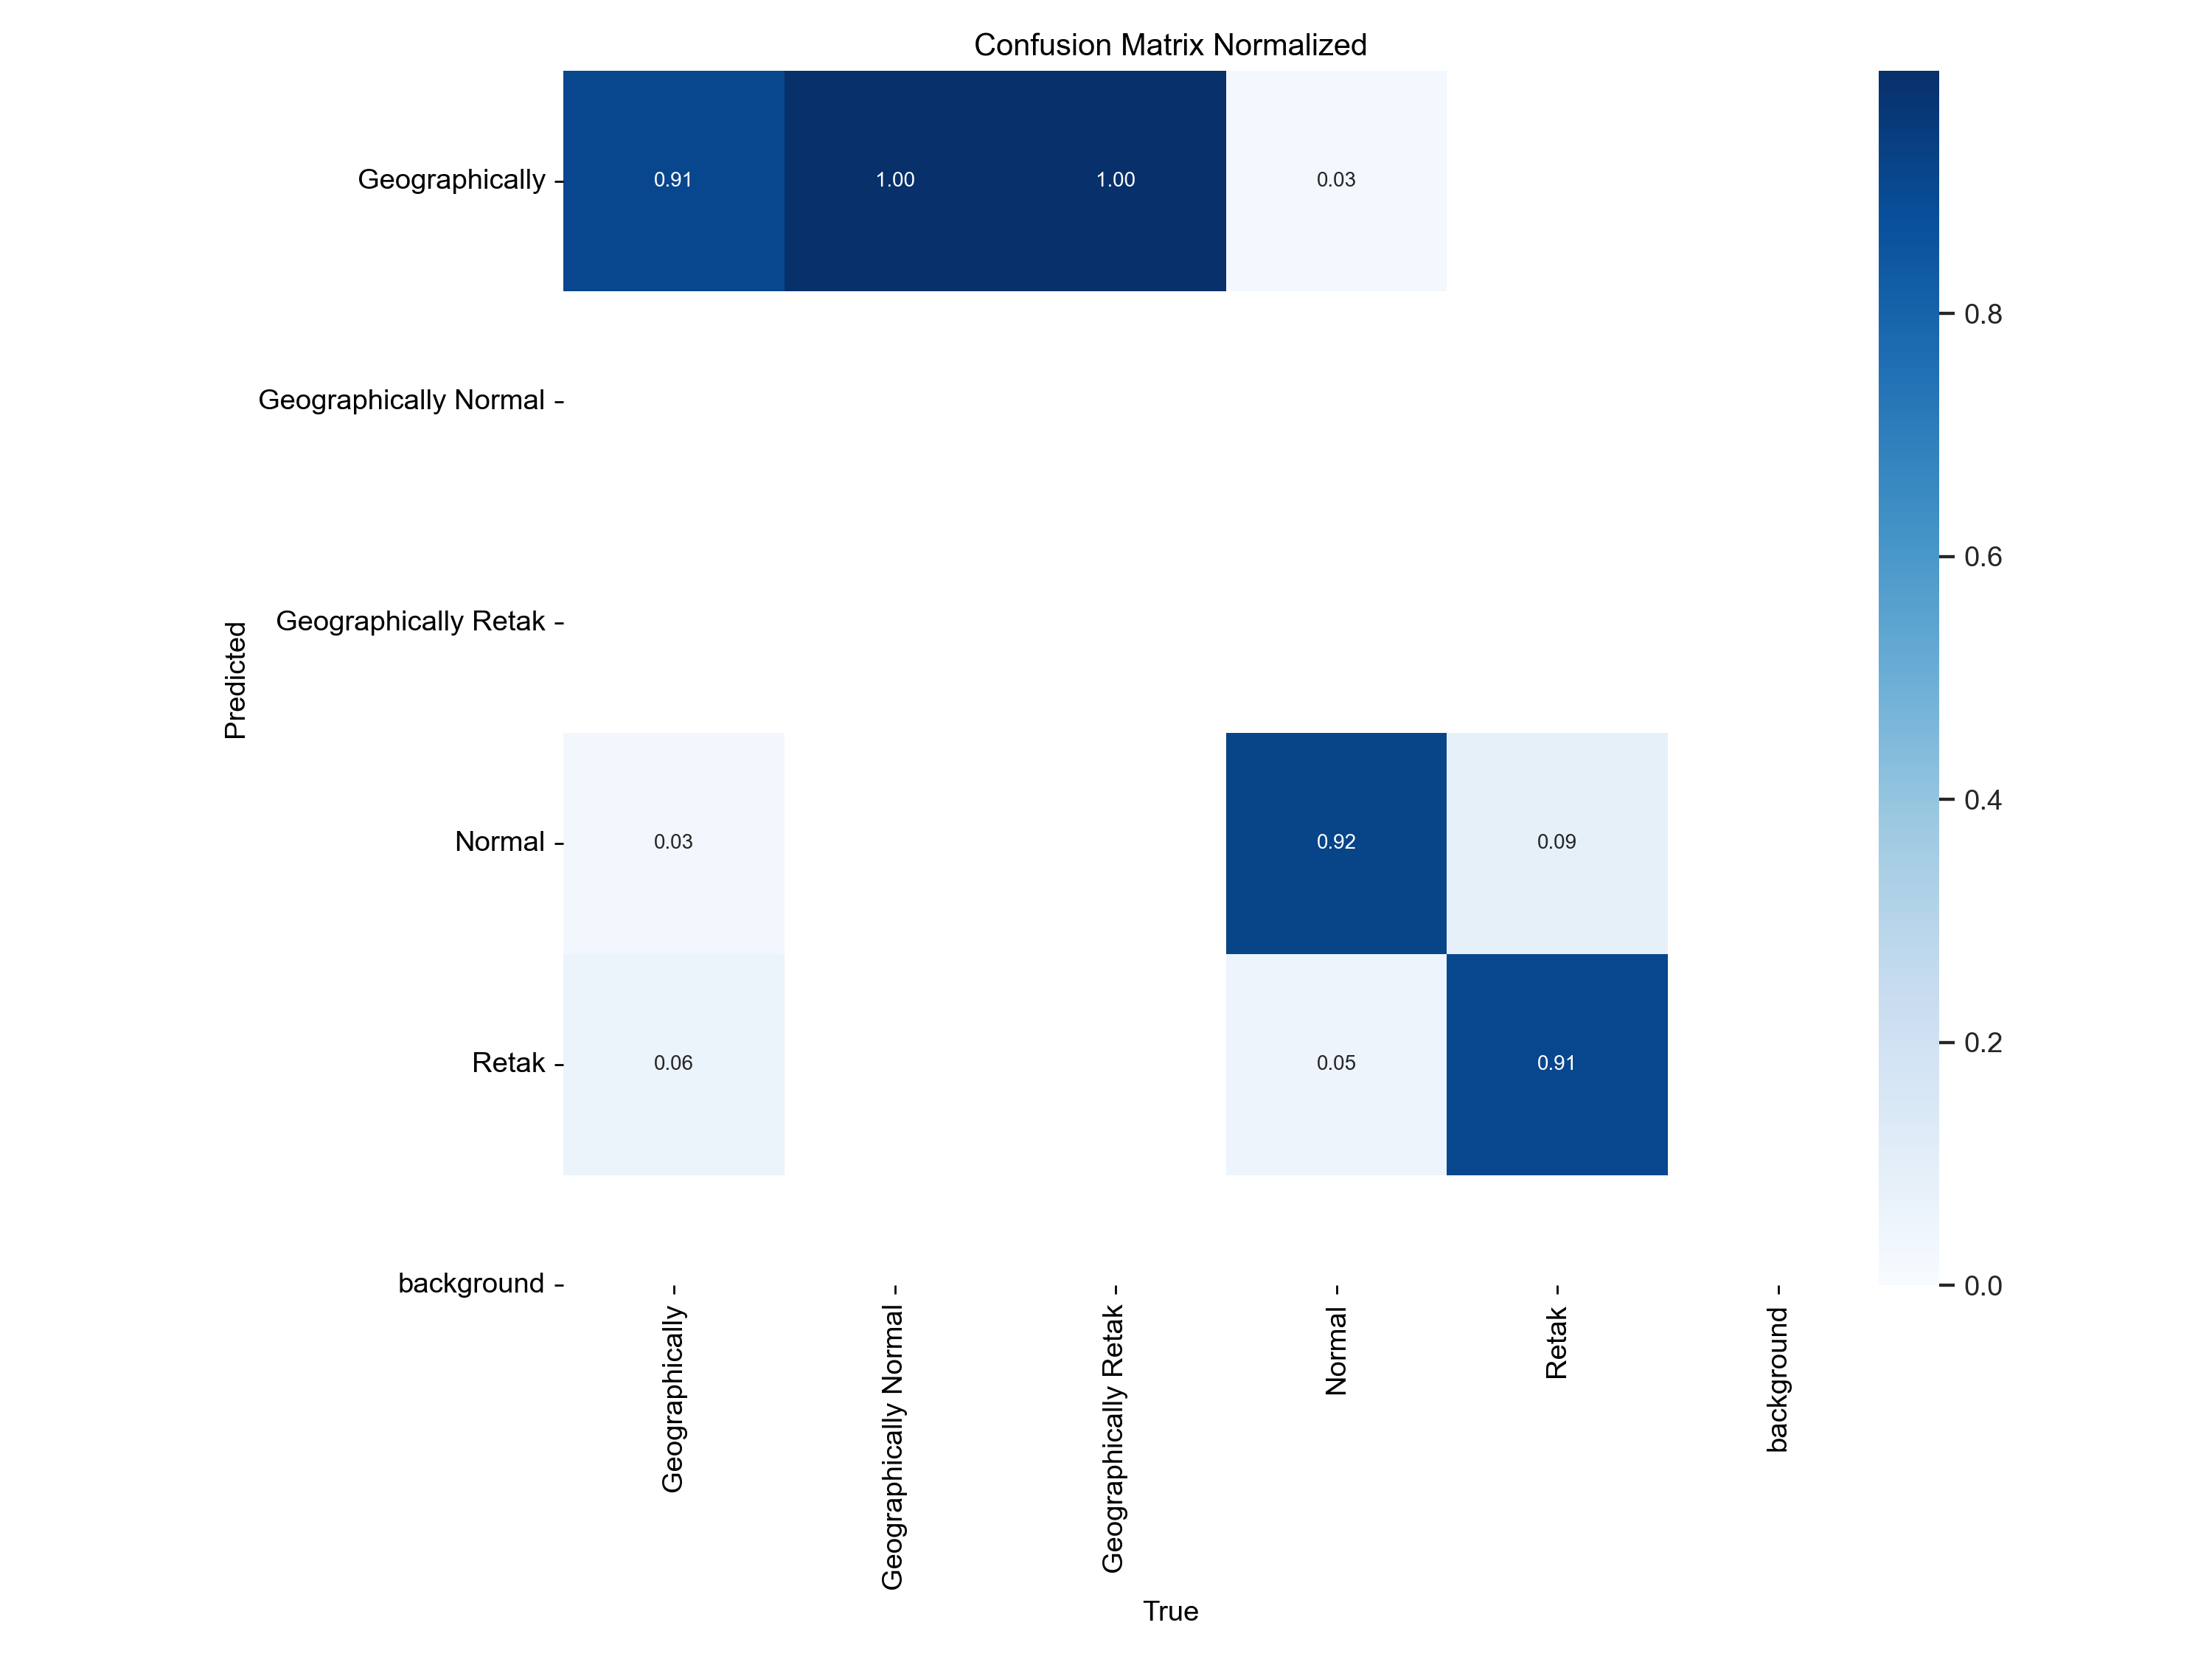 Confusion Matrix Normalized
Geographically
0.91
1.00
1.00
0.03
Geographically Normal
Geographically Retak
Normal
0.03
0.92
0.09
Retak
0.06
0.05
0.91
background
Predicted
Geographically
Geographically Normal
Geographically Retak
Normal
Retak
background
True
0.8
0.6
0.4
0.2
0.0